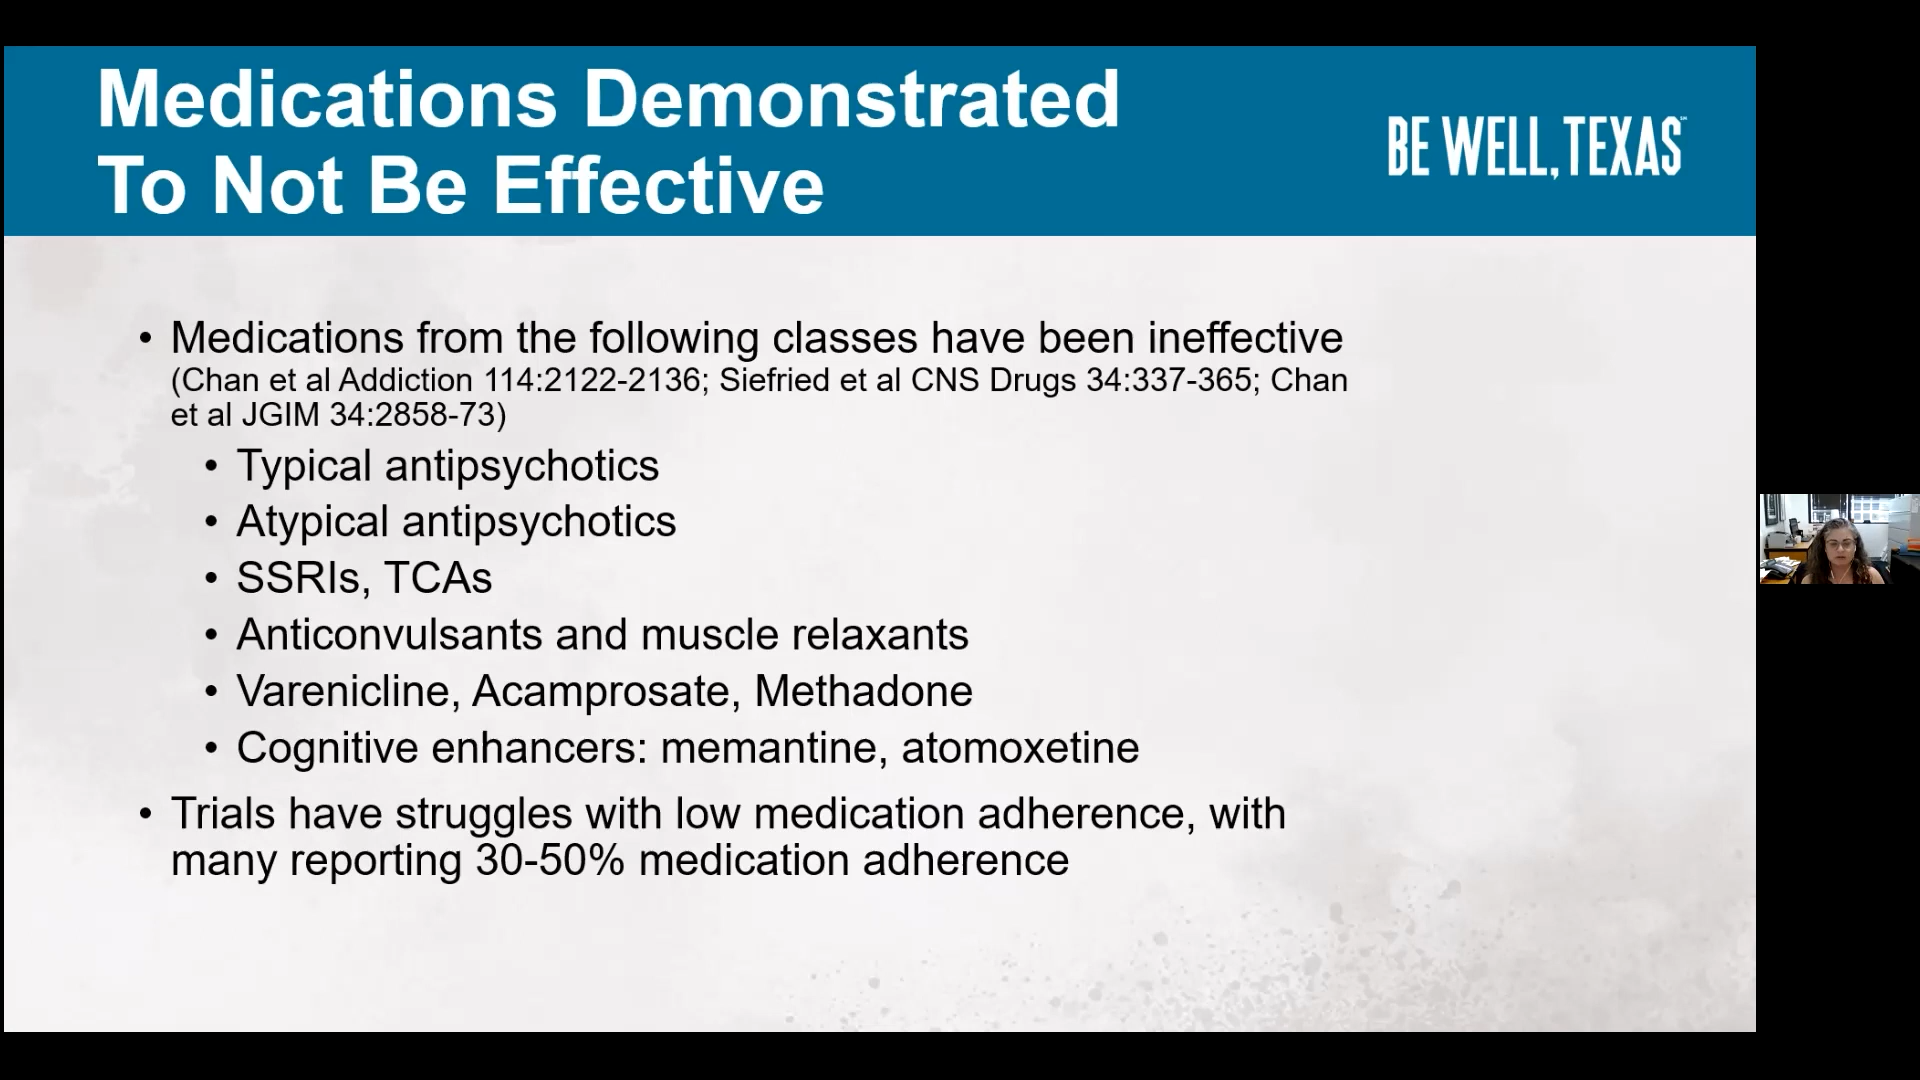 Medications Demonstrated
To Not Be Effective
BE WELL, TEXAS℠
• Medications from the following classes have been ineffective
(Chan et al Addiction 114:2122-2136; Siefried et al CNS Drugs 34:337-365; Chan
et al JGIM 34:2858-73)
• Typical antipsychotics
• Atypical antipsychotics
• SSRIs, TCAs
• Anticonvulsants and muscle relaxants
• Varenicline, Acamprosate, Methadone
• Cognitive enhancers: memantine, atomoxetine
• Trials have struggles with low medication adherence, with
many reporting 30-50% medication adherence